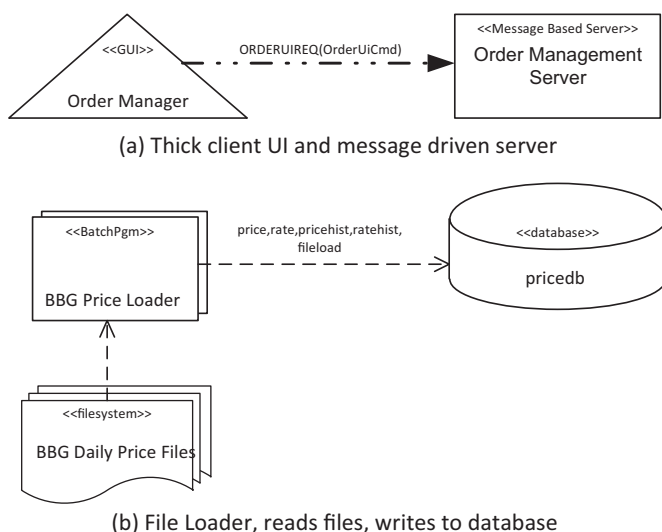 <<GUI>>
Order Manager
ORDERUIREQ(OrderUiCmd)
<<Message Based Server>>
Order Management
Server
(a) Thick client UI and message driven server
<<BatchPgm>>
BBG Price Loader
price,rate,pricehist,ratehist,
fileload
<<database>>
pricedb
<<filesystem>>
BBG Daily Price Files
(b) File Loader, reads files, writes to database